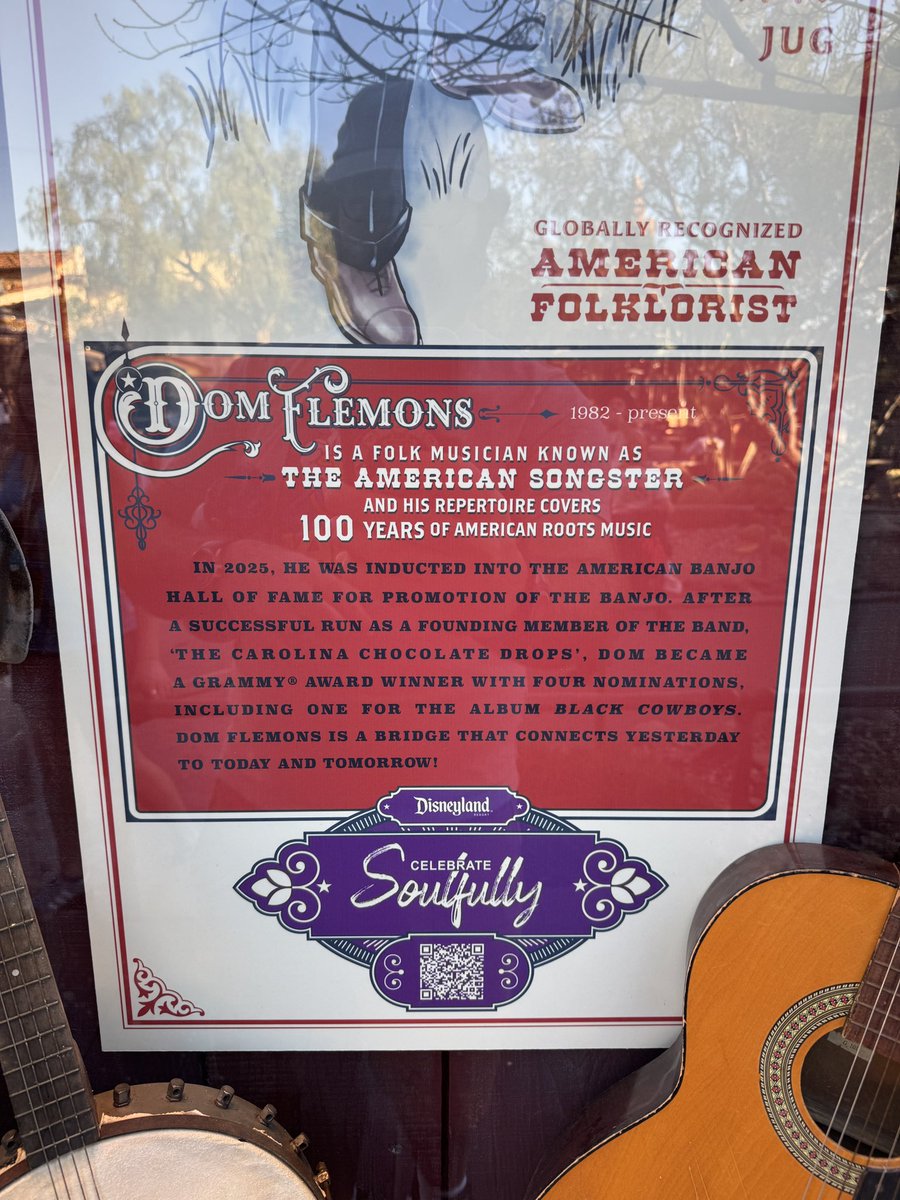 JUG
GLOBALLY RECOGNIZED
AMERICAN
FOLKLORIST
DOM FLEMONS 1982 - present
IS A FOLK MUSICIAN KNOWN AS
THE AMERICAN SONGSTER
AND HIS REPERTOIRE COVERS
100 YEARS OF AMERICAN ROOTS MUSIC
IN 2025, HE WAS INDUCTED INTO THE AMERICAN BANJO
HALL OF FAME FOR PROMOTION OF THE BANJO. AFTER
A SUCCESSFUL RUN AS A FOUNDING MEMBER OF THE BAND,
‘THE CAROLINA CHOCOLATE DROPS’, DOM BECAME
A GRAMMY® AWARD WINNER WITH FOUR NOMINATIONS,
INCLUDING ONE FOR THE ALBUM BLACK COWBOYS.
DOM FLEMONS IS A BRIDGE THAT CONNECTS YESTERDAY
TO TODAY AND TOMORROW!
Disneyland
RESORT
CELEBRATE
Soulfully